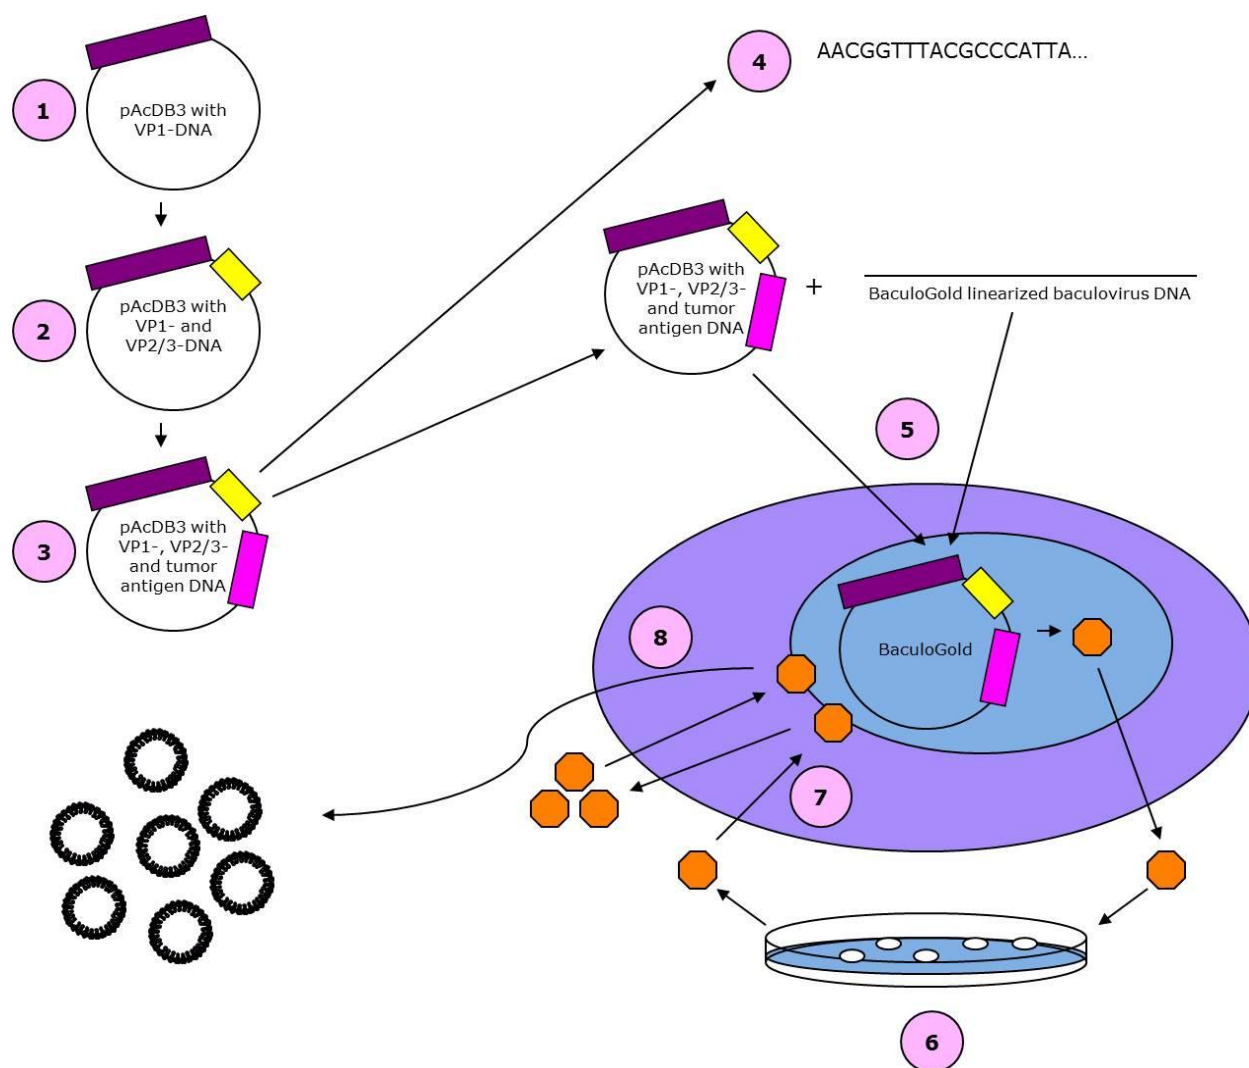 1
pAcDB3 with
VP1-DNA
2
pAcDB3 with
VP1- and
VP2/3-DNA
3
pAcDB3 with
VP1-, VP2/3-
and tumor
antigen DNA
4
AACGGTTTACGCCCATTA...
pAcDB3 with
VP1-, VP2/3-
and tumor
antigen DNA
+
BaculoGold linearized baculovirus DNA
5
BaculoGold
8
7
6